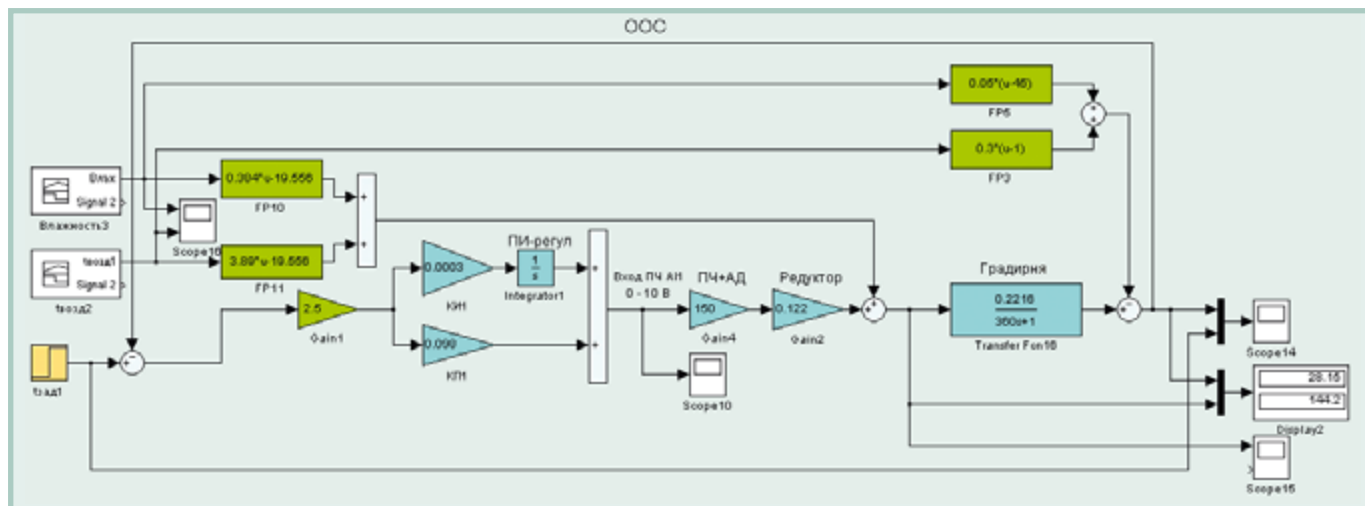 ООС
0.05*(u-46)
FP5
0.3*(u-1)
FP3
Влаж
Signal 2
Влажность3
0.394*u-19.556
FP10
Scope16
tвозд1
Signal 2
tвозд2
3.89*u-19.556
FP11
+
+
2.5
Gain1
0.0003
КИ1
ПИ-регул
1
s
Integrator1
0.099
КП1
+
+
Вход ПЧ АИ1
0 - 10 В
ПЧ+АД
150
Gain4
Редуктор
0.122
Gain2
Scope10
Градирня
0.2216
360s+1
Transfer Fcn16
Scope14
28.15
144.2
Display2
Scope15
tзад1